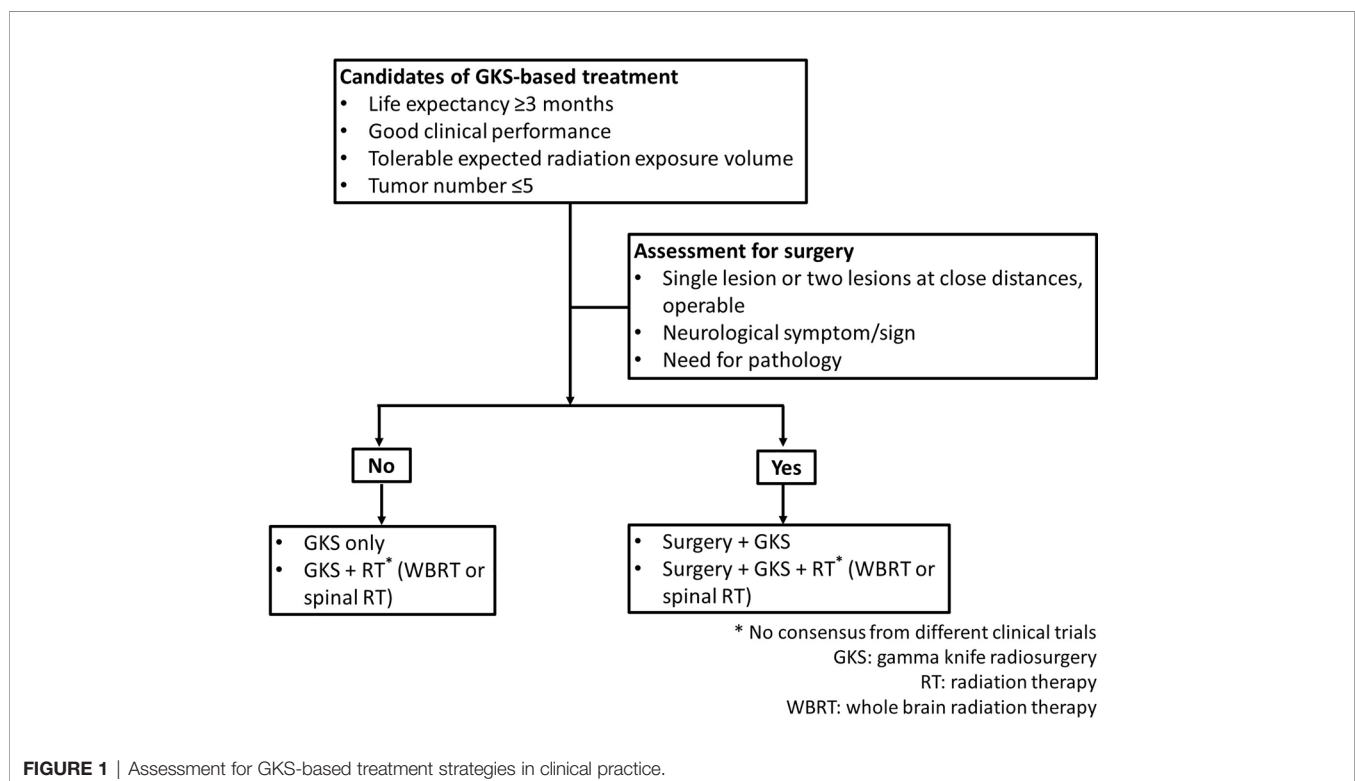 Candidates of GKS-based treatment
• Life expectancy ≥3 months
• Good clinical performance
• Tolerable expected radiation exposure volume
• Tumor number ≤5
Assessment for surgery
• Single lesion or two lesions at close distances,
operable
• Neurological symptom/sign
• Need for pathology
No
Yes
• GKS only
• GKS + RT* (WBRT or
spinal RT)
• Surgery + GKS
• Surgery + GKS + RT* (WBRT or
spinal RT)
* No consensus from different clinical trials
GKS: gamma knife radiosurgery
RT: radiation therapy
WBRT: whole brain radiation therapy
FIGURE 1 | Assessment for GKS-based treatment strategies in clinical practice.